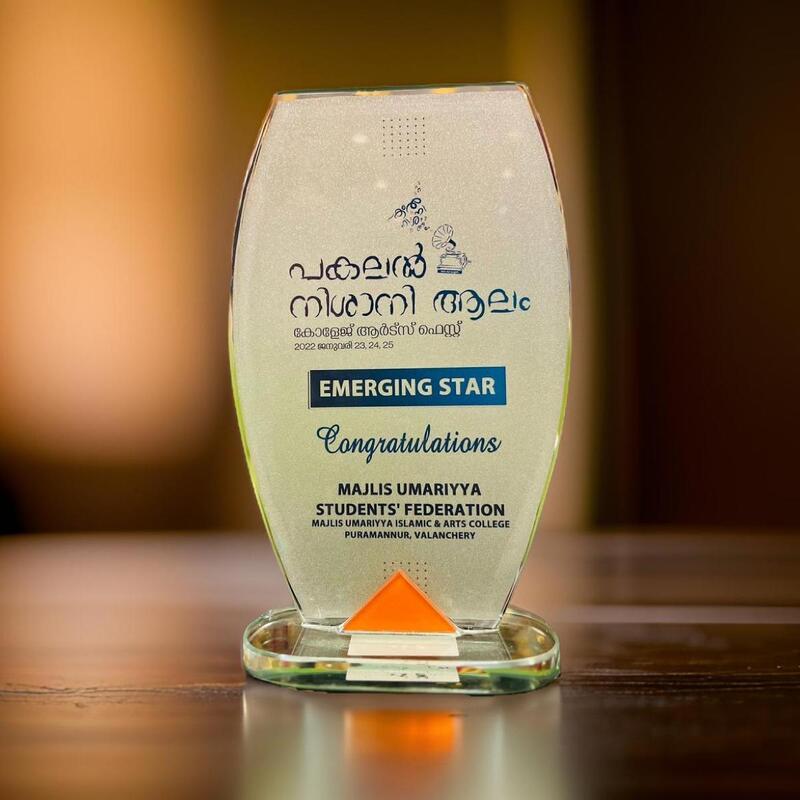 പകലൽ
നിശാനി ആലം
കോളേജ് ആർട്സ് ഫെസ്റ്റ്
2022 ജനുവരി 23, 24, 25
EMERGING STAR
Congratulations
MAJLIS UMARIYYA
STUDENTS' FEDERATION
MAJLIS UMARIYYA ISLAMIC & ARTS COLLEGE
PURAMANNUR, VALANCHERY